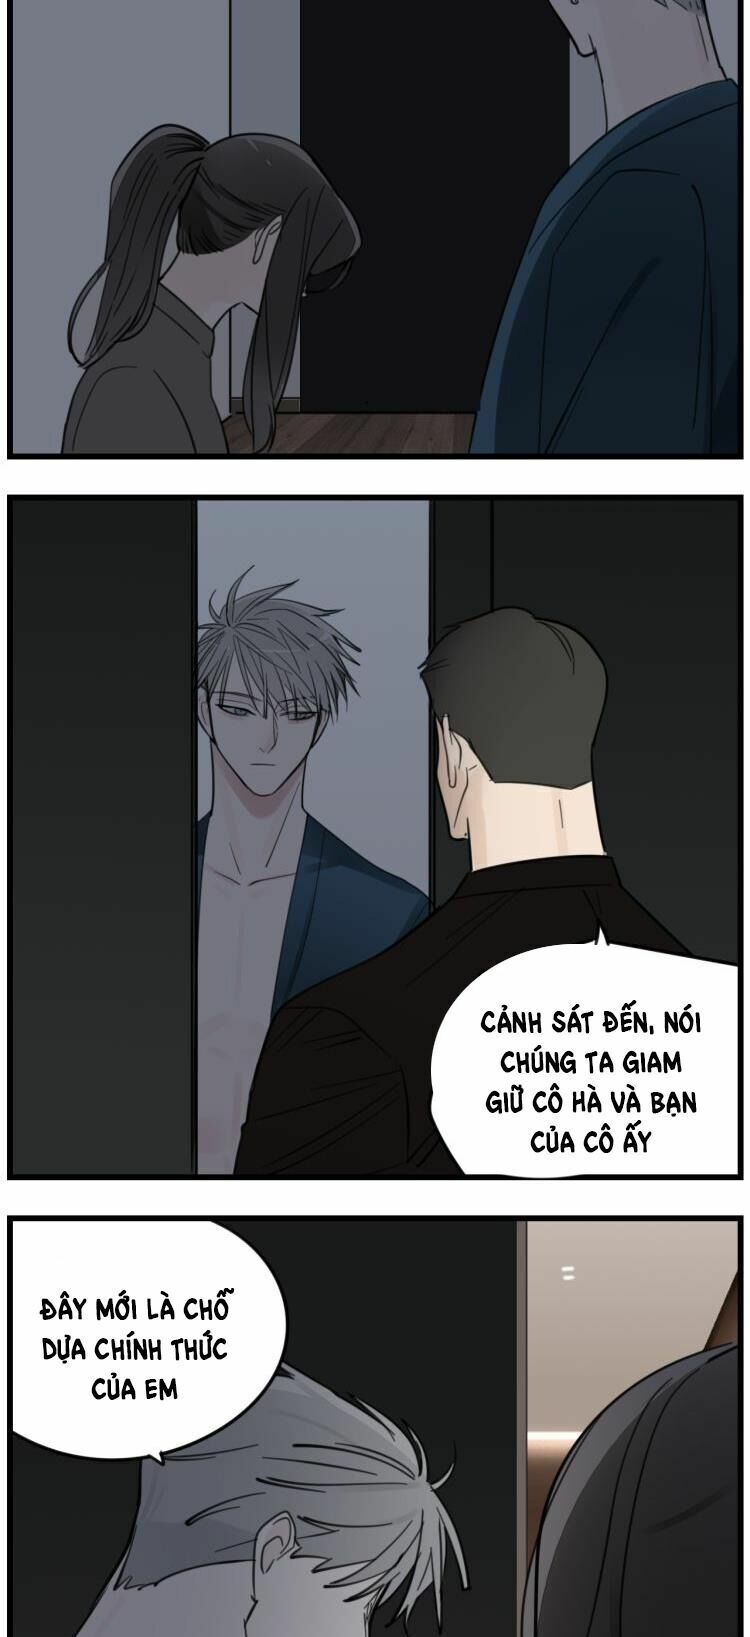 CẢNH SÁT ĐẾN, NÓI
CHÚNG TA GIAM
GIỮ CÔ HÀ VÀ BẠN
CỦA CÔ ẤY
ĐÂY MỚI LÀ CHỖ
DỰA CHÍNH THỨC
CỦA EM